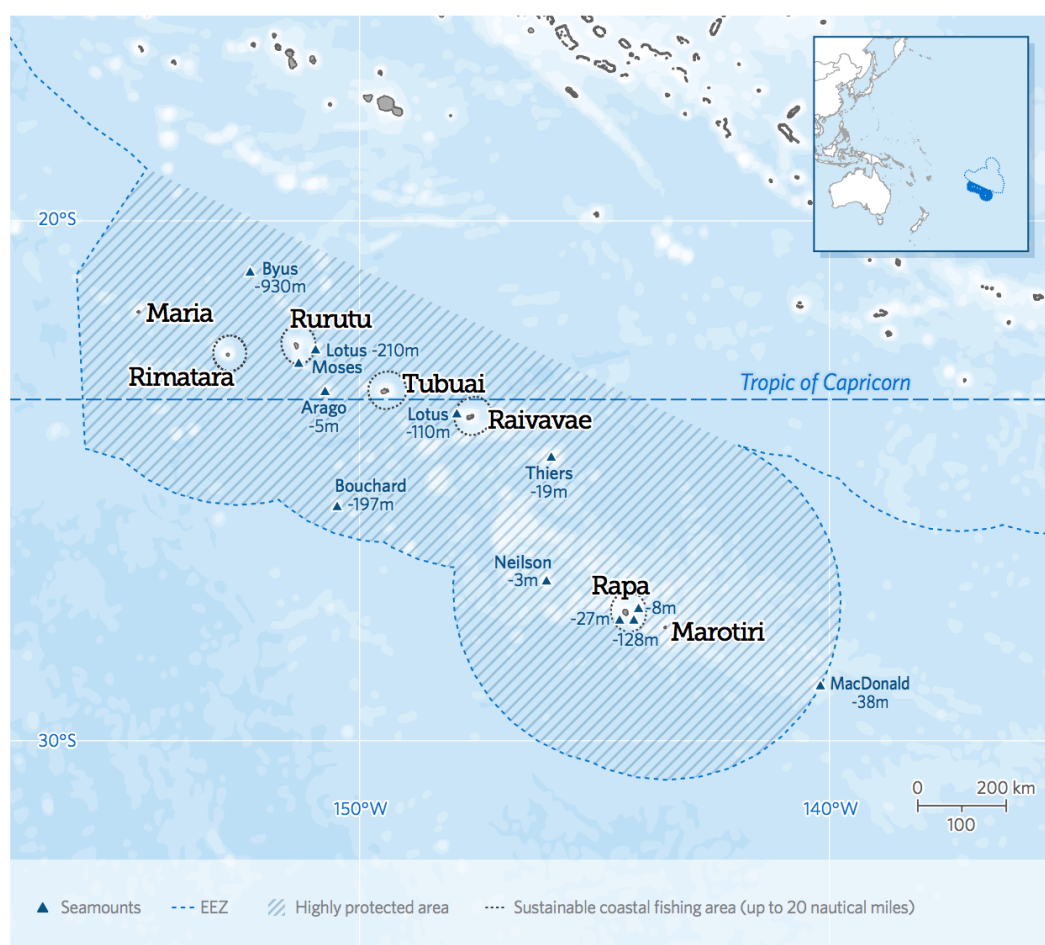 20°S
Byus
-930m
Maria
Rurutu
Lotus -210m
Moses
Rimatara
Tubuai
Tropic of Capricorn
Arago
-5m
Lotus
-110m
Raivavae
Thiers
-19m
Bouchard
-197m
Neilson
-3m
Rapa
-8m
-27m
-128m
Marotiri
MacDonald
-38m
30°S
0 200 km
100
150°W
140°W
Seamounts
EEZ
Highly protected area
Sustainable coastal fishing area (up to 20 nautical miles)